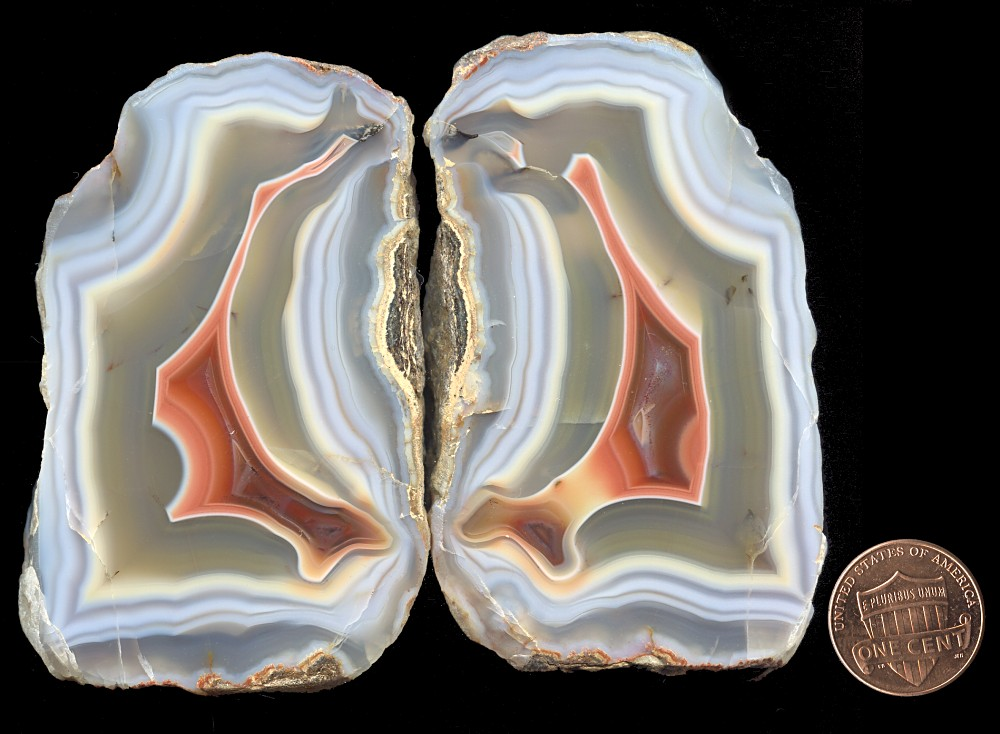 UNITED STATES OF AMERICA
E PLURIBUS UNUM
ONE CENT